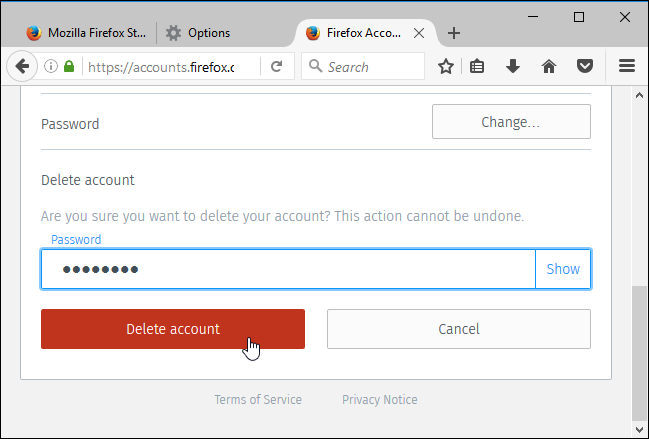 Mozilla Firefox St...
Options
Firefox Acco...
https://accounts.firefox.c
Search
Password
Change...
Delete account
Are you sure you want to delete your account? This action cannot be undone.
Password
●●●●●●●●
Show
Delete account
Cancel
Terms of Service
Privacy Notice